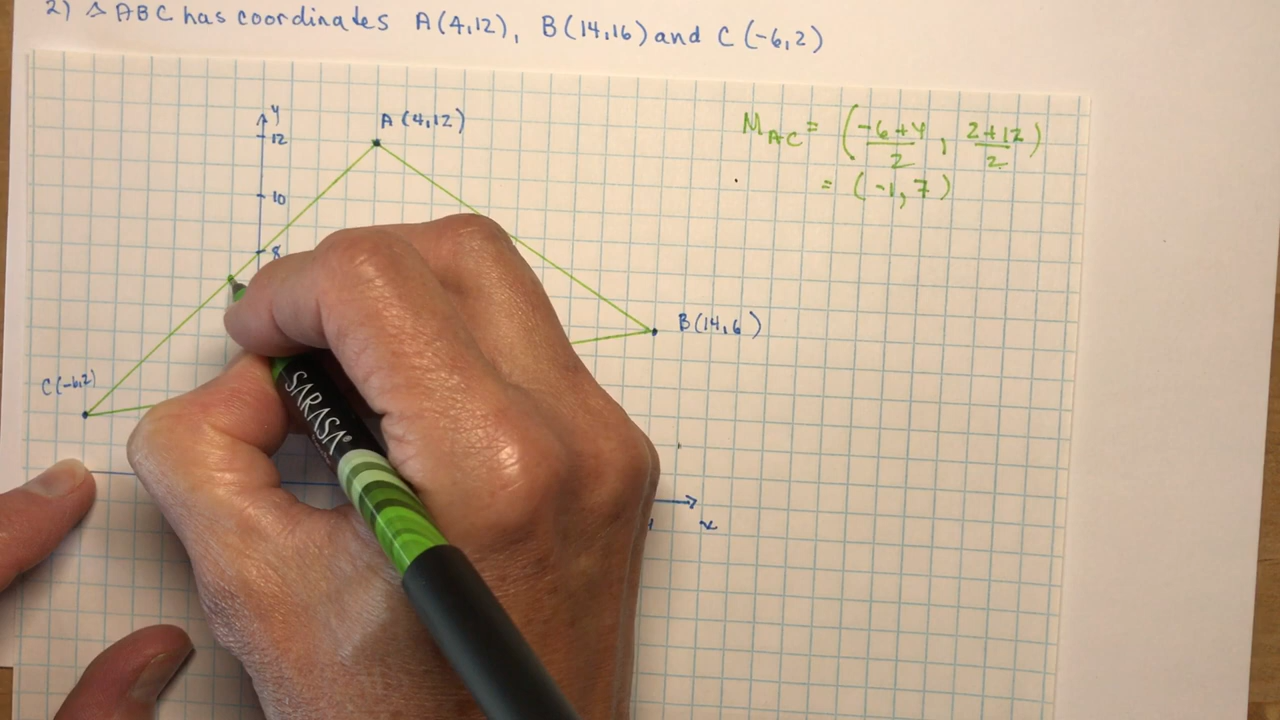 2) △ ABC has coordinates A(4,12), B(14,16) and C(-6,2)
y
A(4,12)
12
10
8
M_AC = (-6+4/2, 2+12/2)
= (-1,7)
B(14,6)
C(-6,2)
SARASA®
x